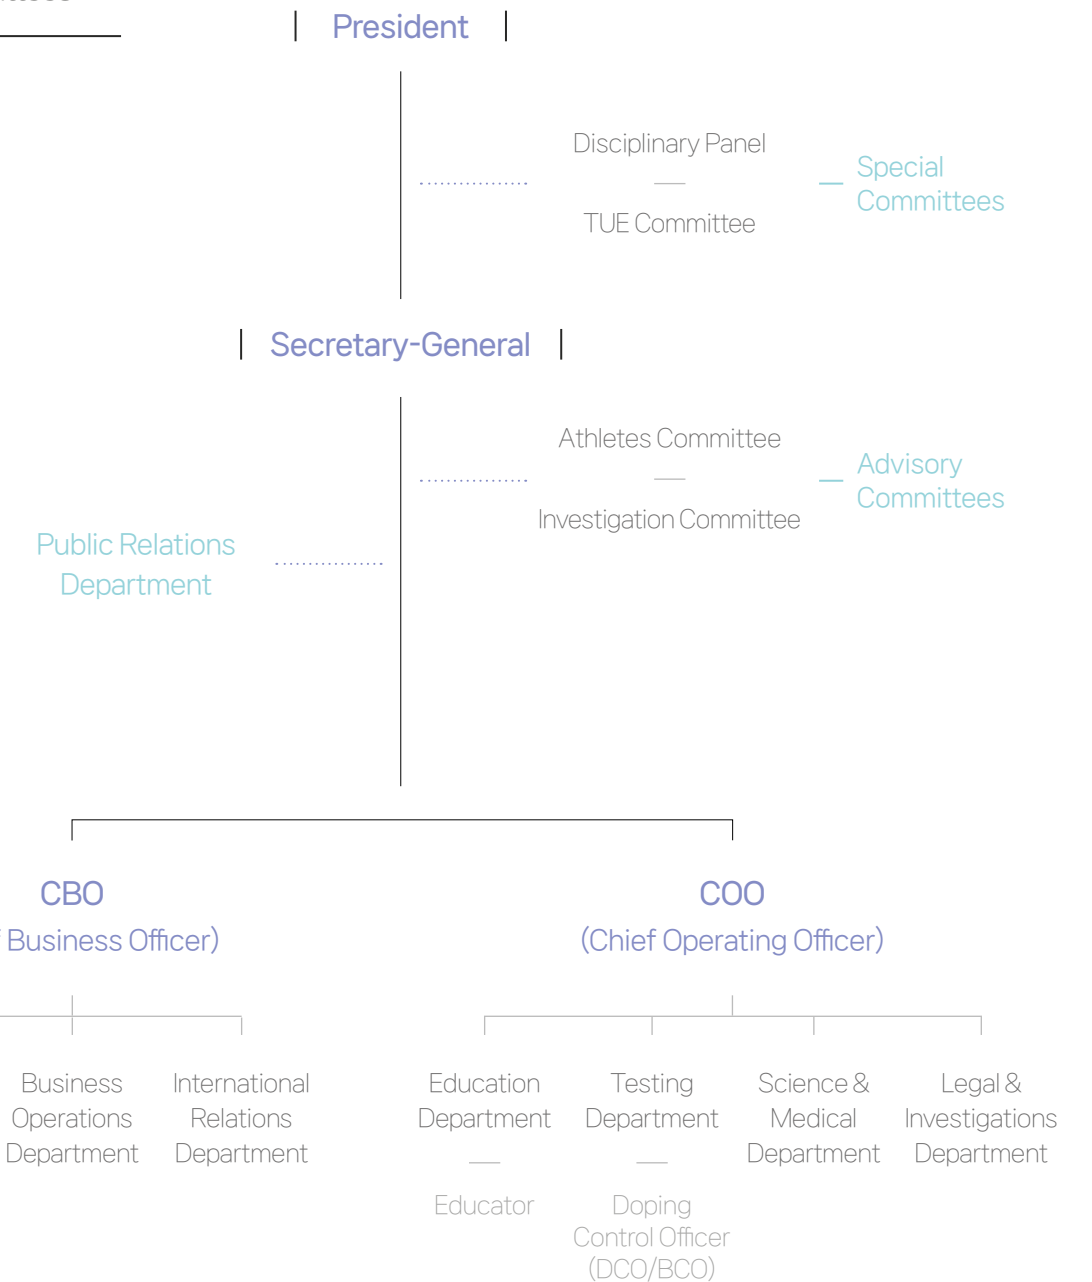 President
Disciplinary Panel
TUE Committee
Special
Committees
Secretary-General
Athletes Committee
Investigation Committee
Advisory
Committees
Public Relations
Department
CBO
Business Officer)
COO
(Chief Operating Officer)
Business
Operations
Department
International
Relations
Department
Education
Department
Educator
Testing
Department
Doping
Control Officer
(DCO/BCO)
Science &
Medical
Department
Legal &
Investigations
Department